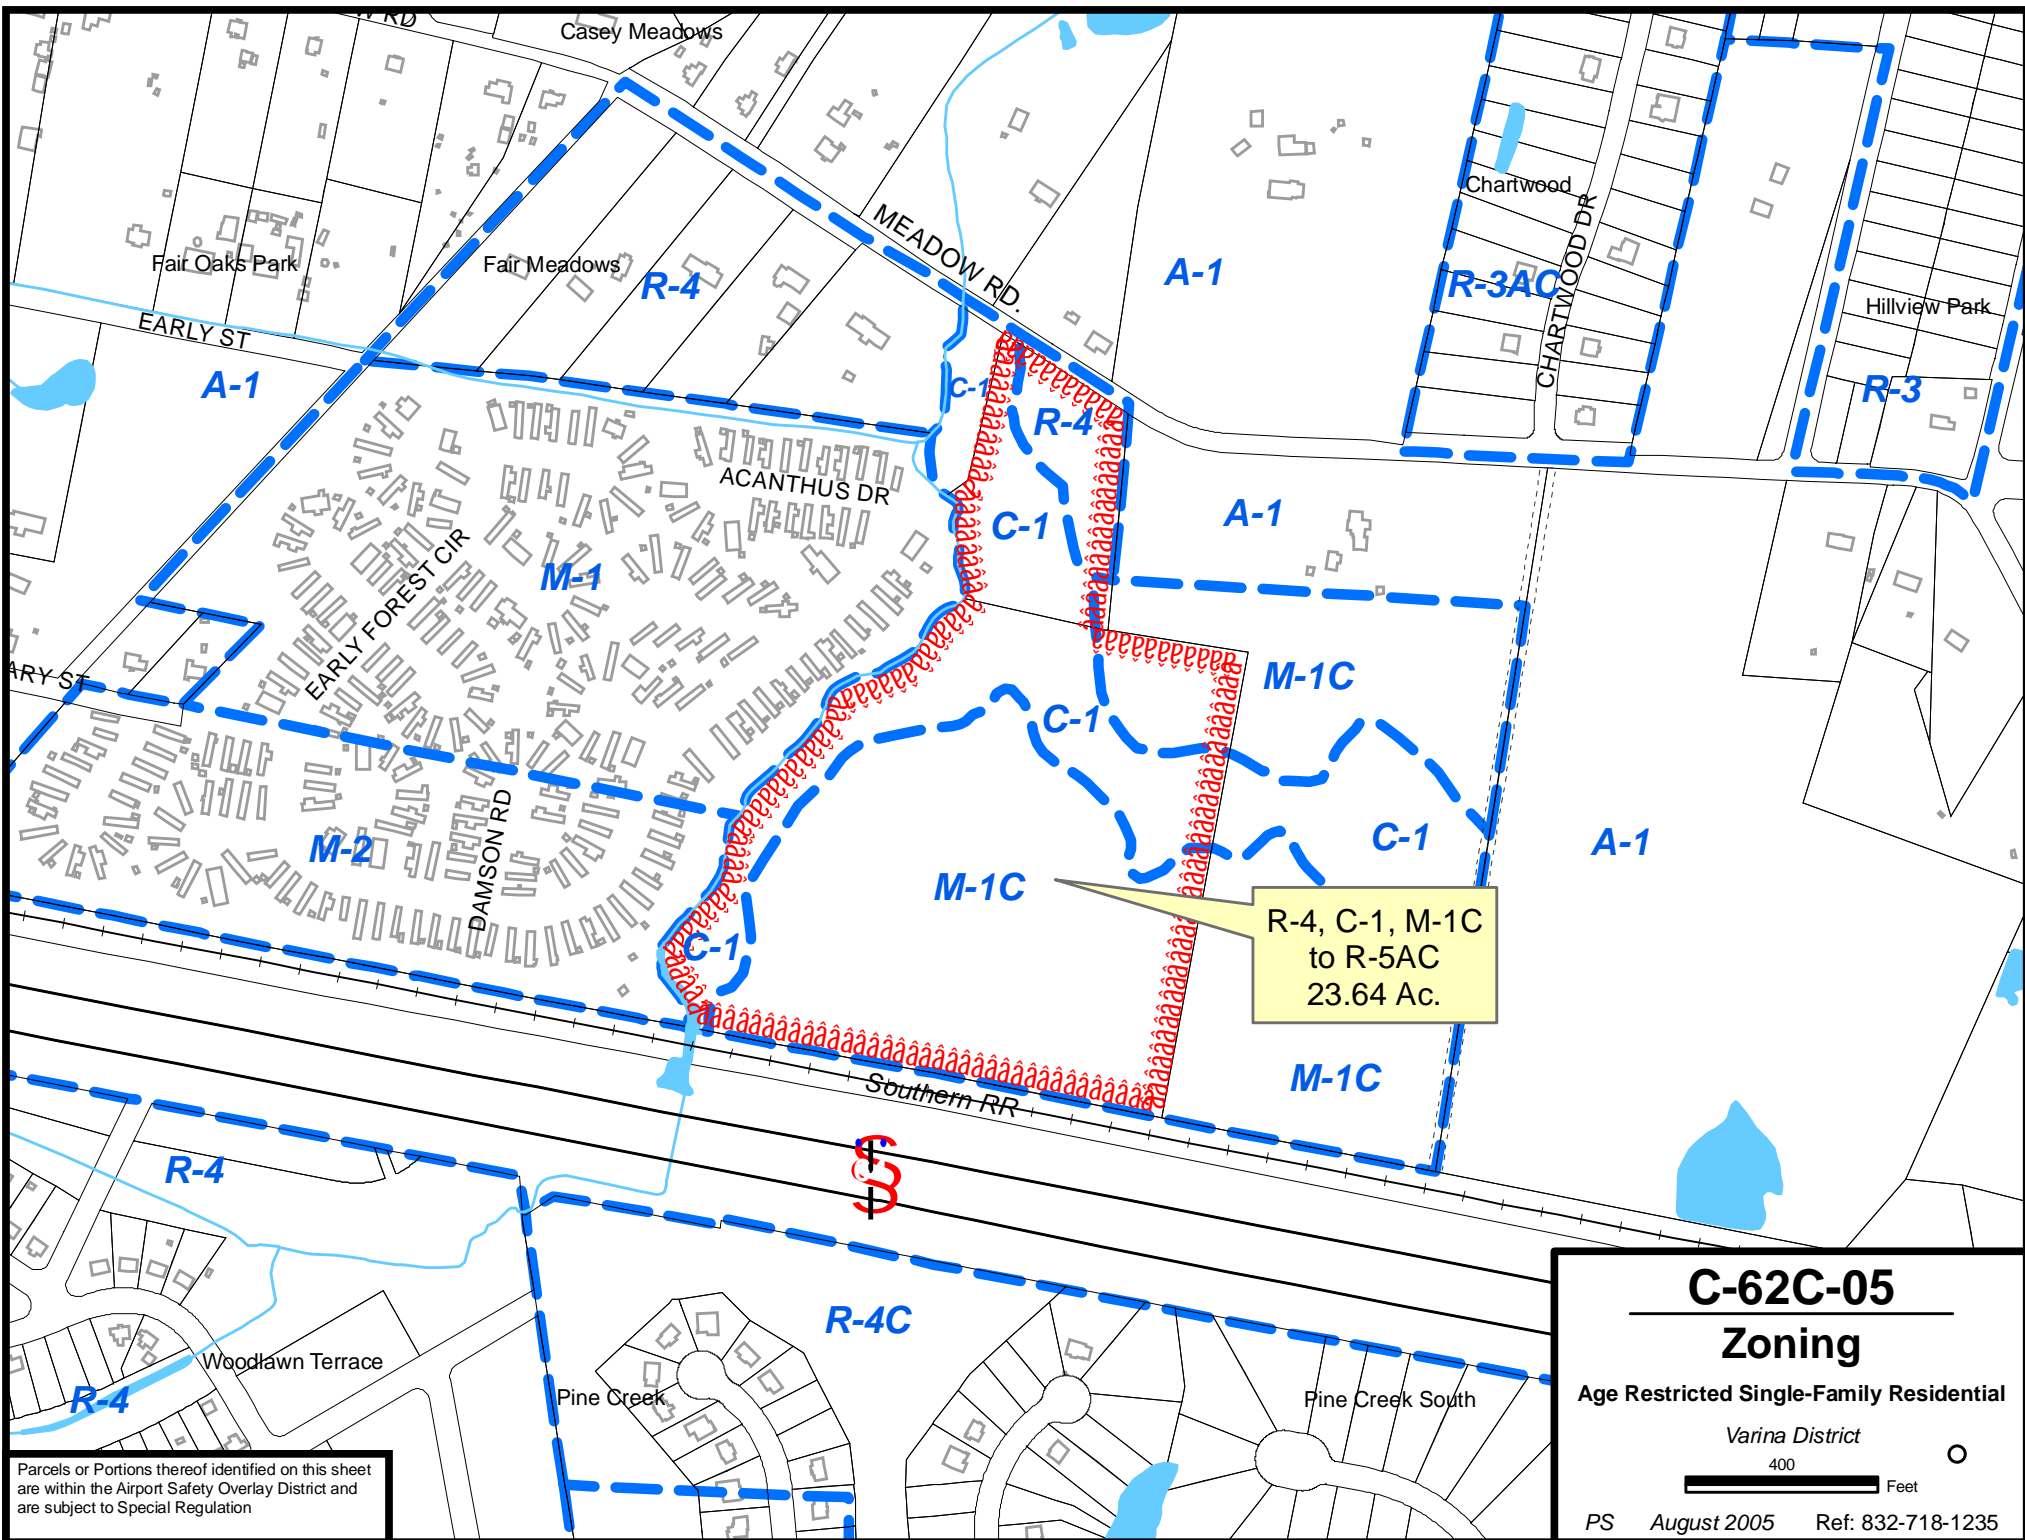 W RD
Casey Meadows
Chartwood
MEADOW RD.
Fair Oaks Park
Fair Meadows
R-4
A-1
R-3AC
CHARTWOOD DR
Hillview Park
EARLY ST
A-1
C-1
R-4
R-3
ACANTHUS DR
C-1
A-1
EARLY FOREST CIR
M-1
ARY ST
M-1C
C-1
M-2
DAMSON RD
C-1
A-1
M-1C
R-4, C-1, M-1C
to R-5AC
23.64 Ac.
C-1
M-1C
Southern RR
R-4
R-4C
Woodlawn Terrace
R-4
Pine Creek
Pine Creek South
C-62C-05
Zoning
Age Restricted Single-Family Residential
Varina District
400
Feet
PS August 2005 Ref: 832-718-1235
Parcels or Portions thereof identified on this sheet
are within the Airport Safety Overlay District and
are subject to Special Regulation